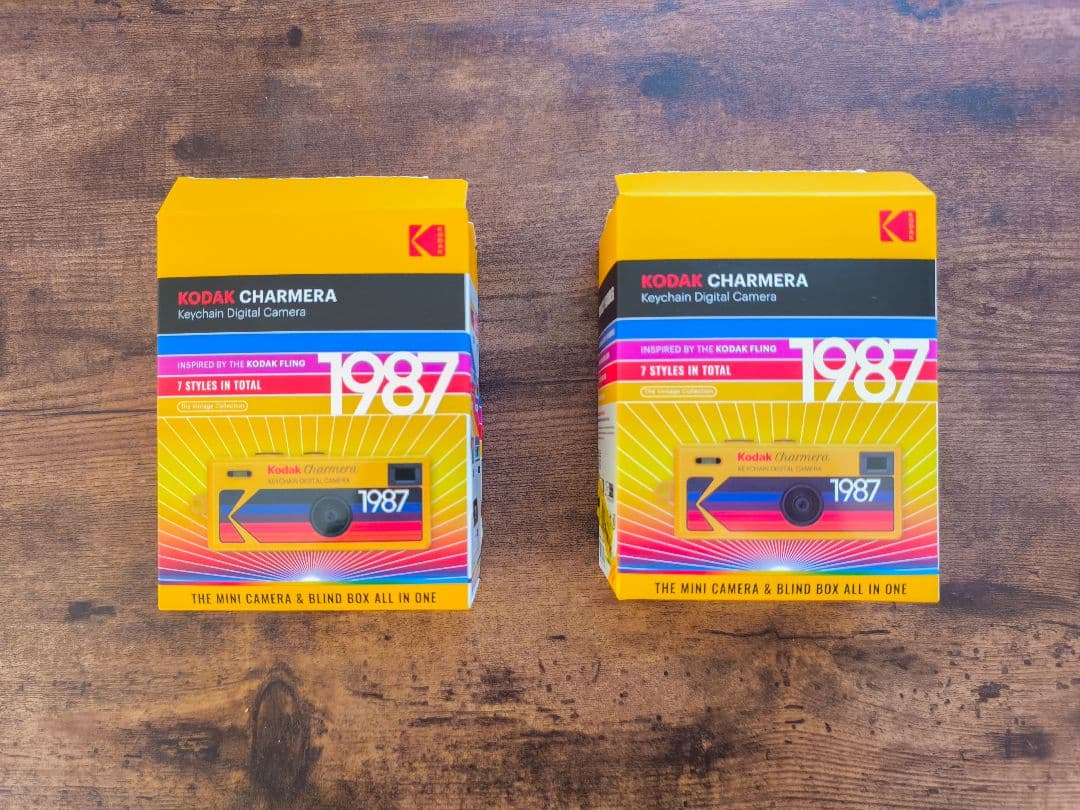 KODAK
KODAK CHARMERA
Keychain Digital Camera
INSPIRED BY THE KODAK FLING
1987
7 STYLES IN TOTAL
The Vintage Collection
Kodak Charmera
KEYCHAIN DIGITAL CAMERA
1987
THE MINI CAMERA & BLIND BOX ALL IN ONE
KODAK
KODAK CHARMERA
Keychain Digital Camera
INSPIRED BY THE KODAK FLING
1987
7 STYLES IN TOTAL
The Vintage Collection
Kodak Charmera
KEYCHAIN DIGITAL CAMERA
1987
THE MINI CAMERA & BLIND BOX ALL IN ONE